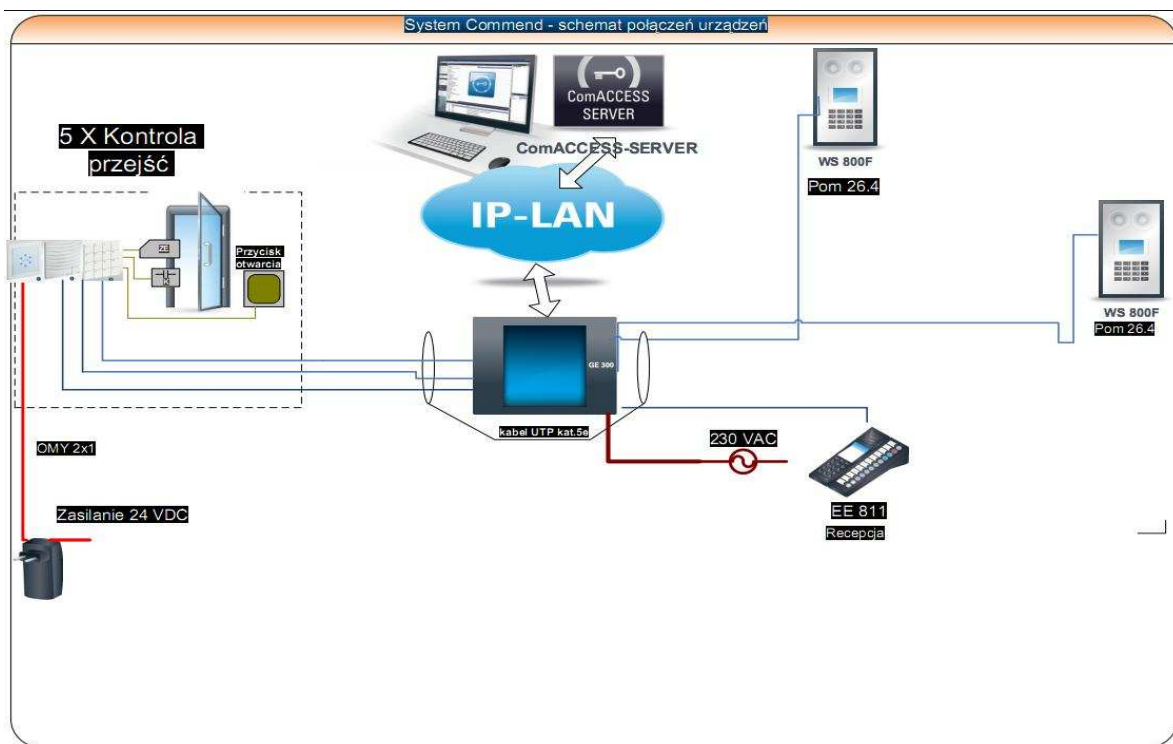 System Commend - schemat połączeń urządzeń
ComACCESS
SERVER
ComACCESS-SERVER
5 X Kontrola
przejść
WS 800F
Pom 26.4
IP-LAN
ZE
K
Przycisk
otwarcia
WS 800F
Pom 26.4
GE 300
kabel UTP kat.5e
OMY 2x1
230 VAC
Zasilanie 24 VDC
EE 811
Recepcja